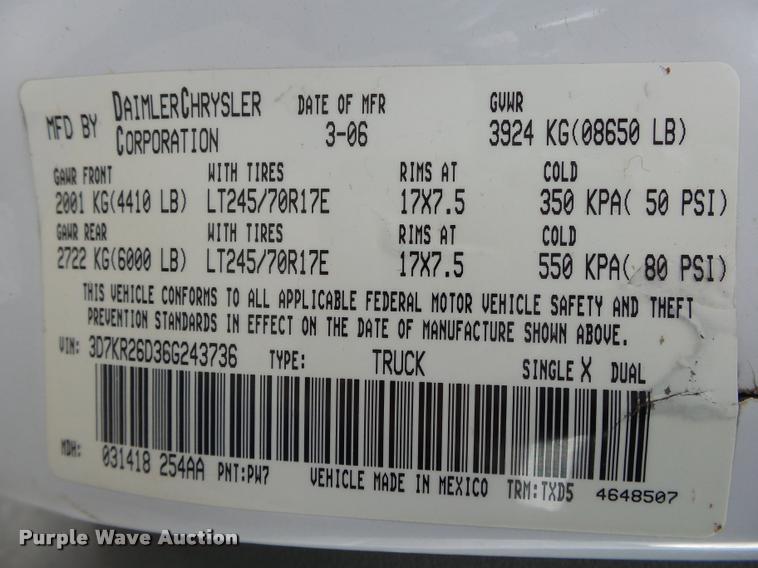 MFD BY DAIMLERCHRYSLER CORPORATION DATE OF MFR 3-06 GVWR 3924 KG(08650 LB)
GAWR FRONT WITH TIRES RIMS AT COLD
2001 KG(4410 LB) LT245/70R17E 17X7.5 350 KPA( 50 PSI)
GAWR REAR WITH TIRES RIMS AT COLD
2722 KG(6000 LB) LT245/70R17E 17X7.5 550 KPA( 80 PSI)
THIS VEHICLE CONFORMS TO ALL APPLICABLE FEDERAL MOTOR VEHICLE SAFETY AND THEFT
PREVENTION STANDARDS IN EFFECT ON THE DATE OF MANUFACTURE SHOWN ABOVE.
VIN: 3D7KR26D36G243736 TYPE: TRUCK SINGLE X DUAL
MDH: 031418 254AA PNT:PW7 VEHICLE MADE IN MEXICO TRM:TXD5 4648507
Purple Wave Auction